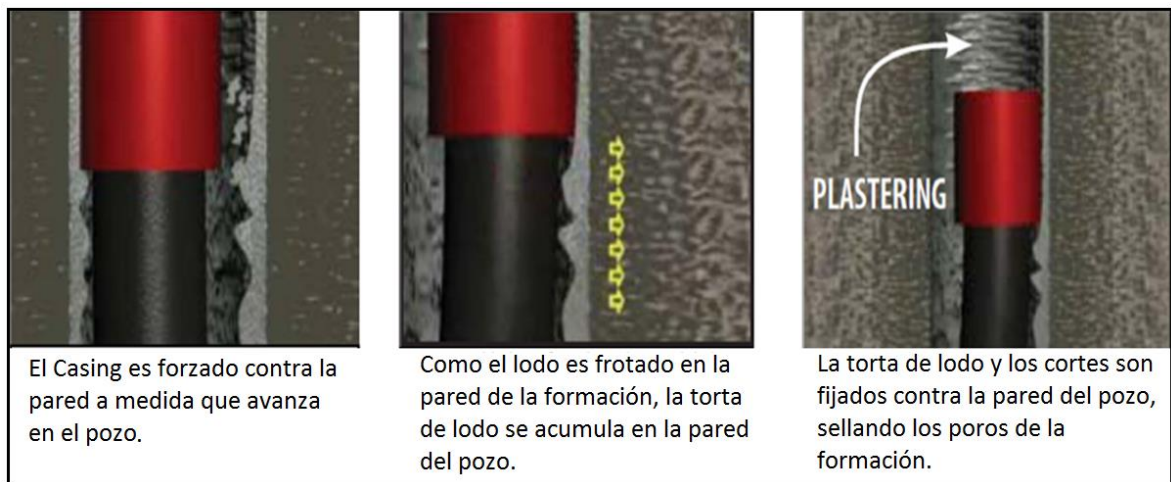 PLASTERING
El Casing es forzado contra la
pared a medida que avanza
en el pozo.
Como el lodo es frotado en la
pared de la formación, la torta
de lodo se acumula en la pared
del pozo.
La torta de lodo y los cortes son
fijados contra la pared del pozo,
sellando los poros de la
formación.